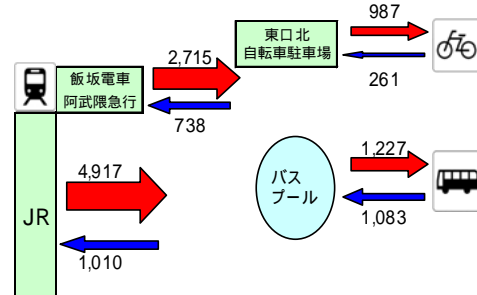 987
東口北
自転車駐車場
2,715
261
飯坂電車
阿武隈急行
738
4,917
1,227
バス
プール
JR
1,083
1,010